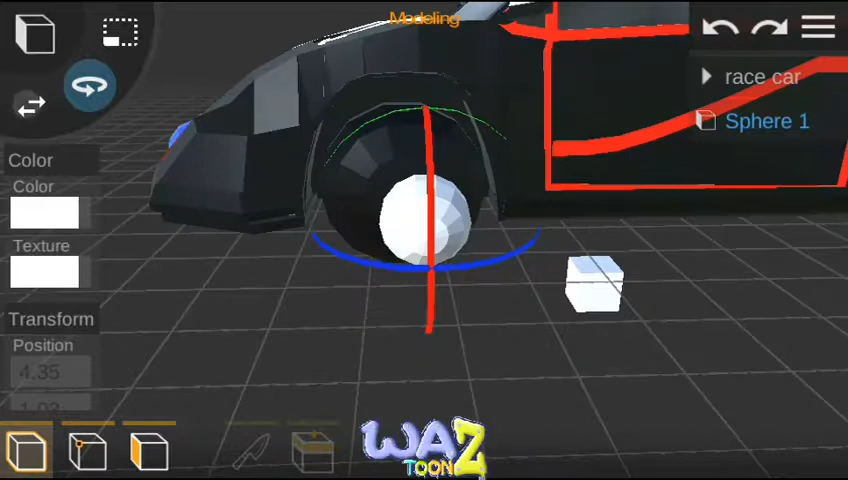 Modeling
race car
Sphere 1
Color
Color
Texture
Transform
Position
4.35
WAZ
TOON